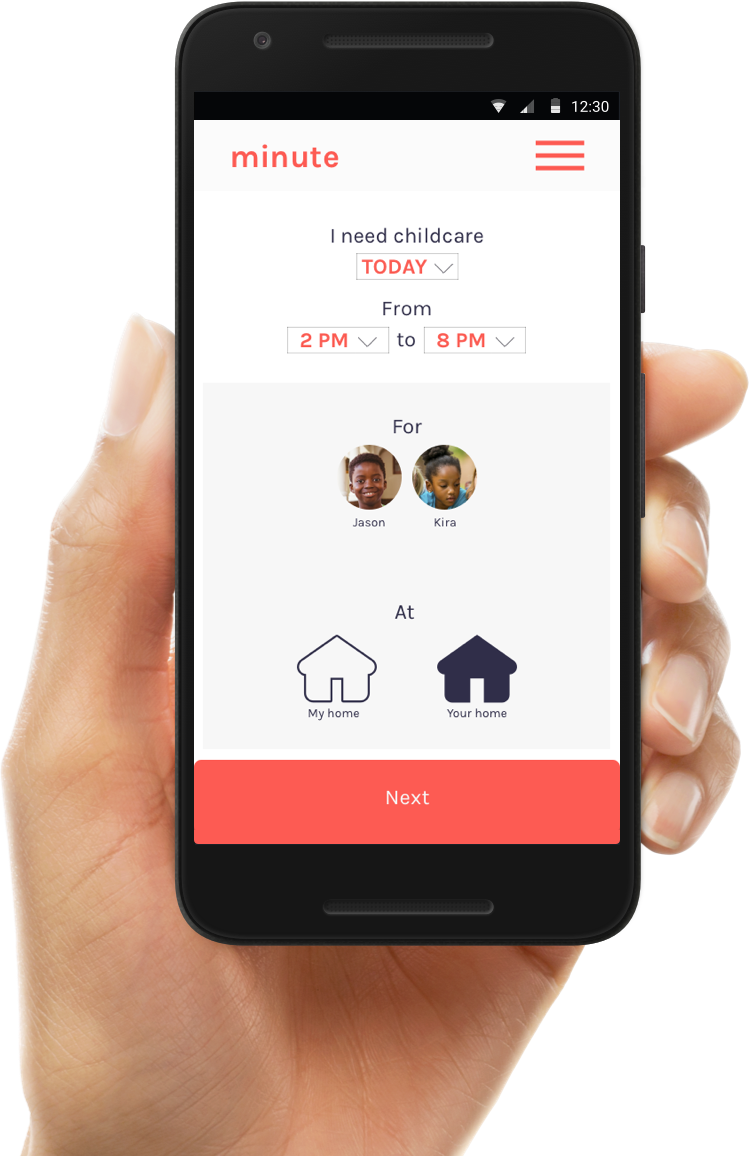 12:30
minute
I need childcare
TODAY
From
2 PM to 8 PM
For
Jason Kira
At
My home Your home
Next